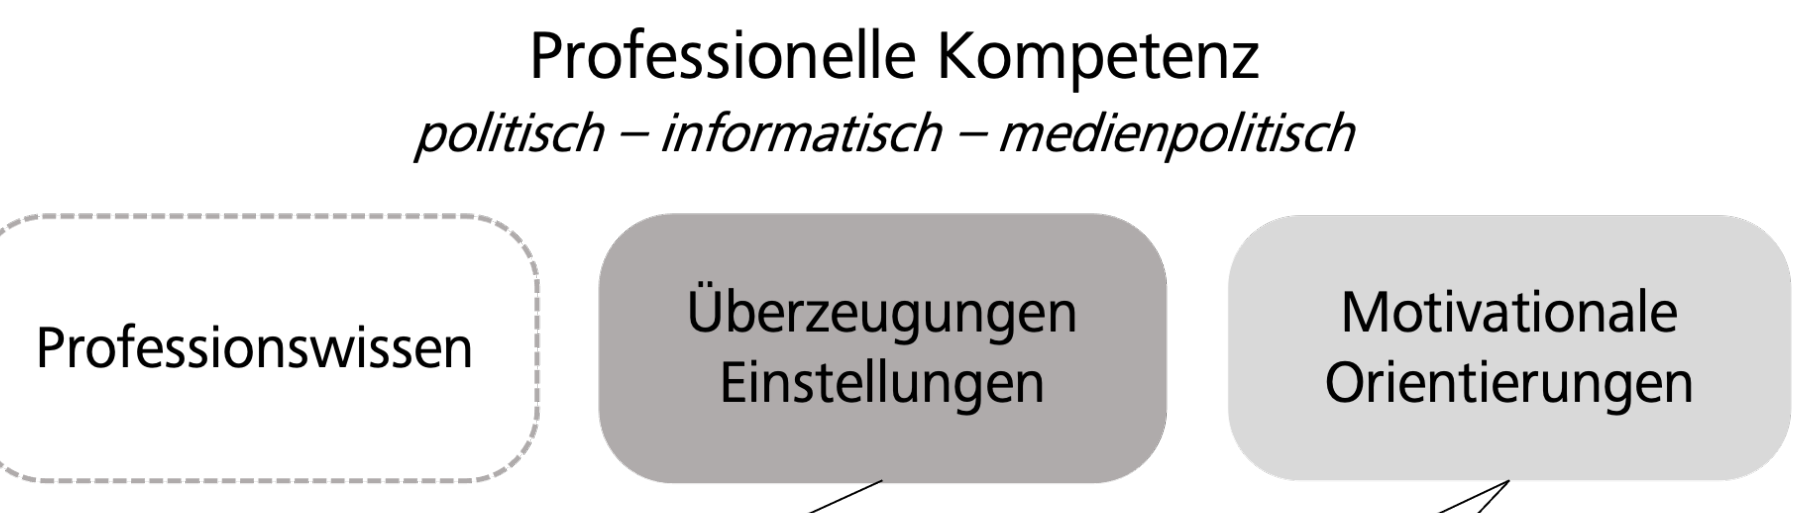 Professionelle Kompetenz
politisch – informatisch – medienpolitisch
Professionswissen
Überzeugungen
Einstellungen
Motivationale
Orientierungen